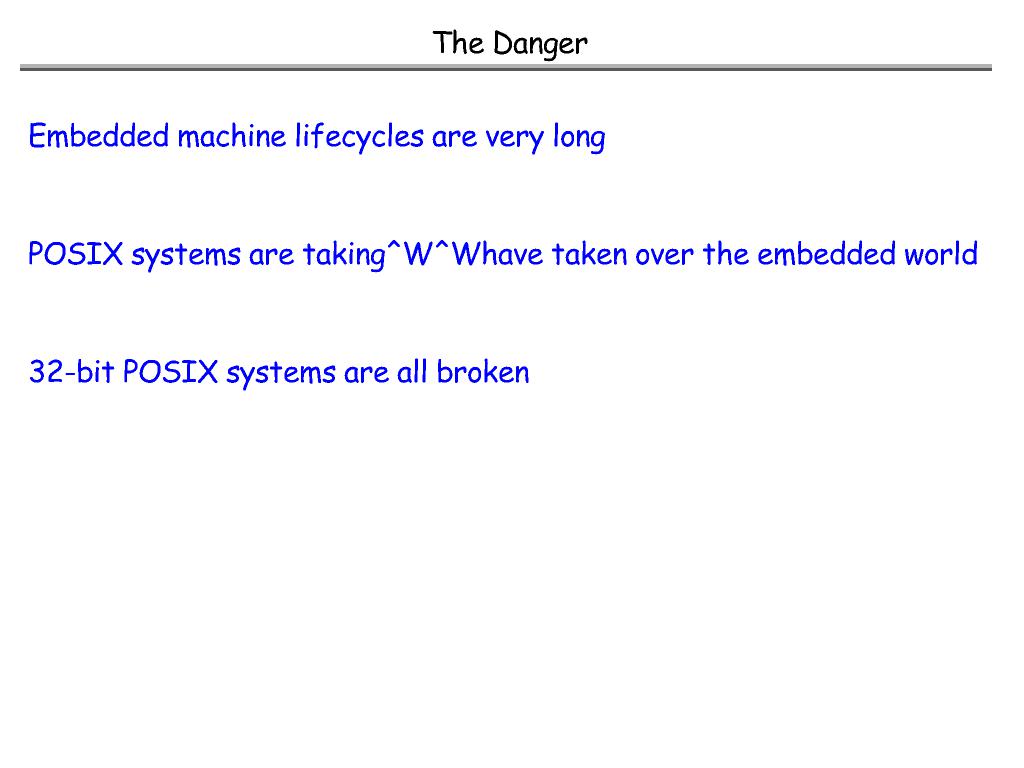 The Danger
Embedded machine lifecycles are very long
POSIX systems are taking^W^Whave taken over the embedded world
32-bit POSIX systems are all broken